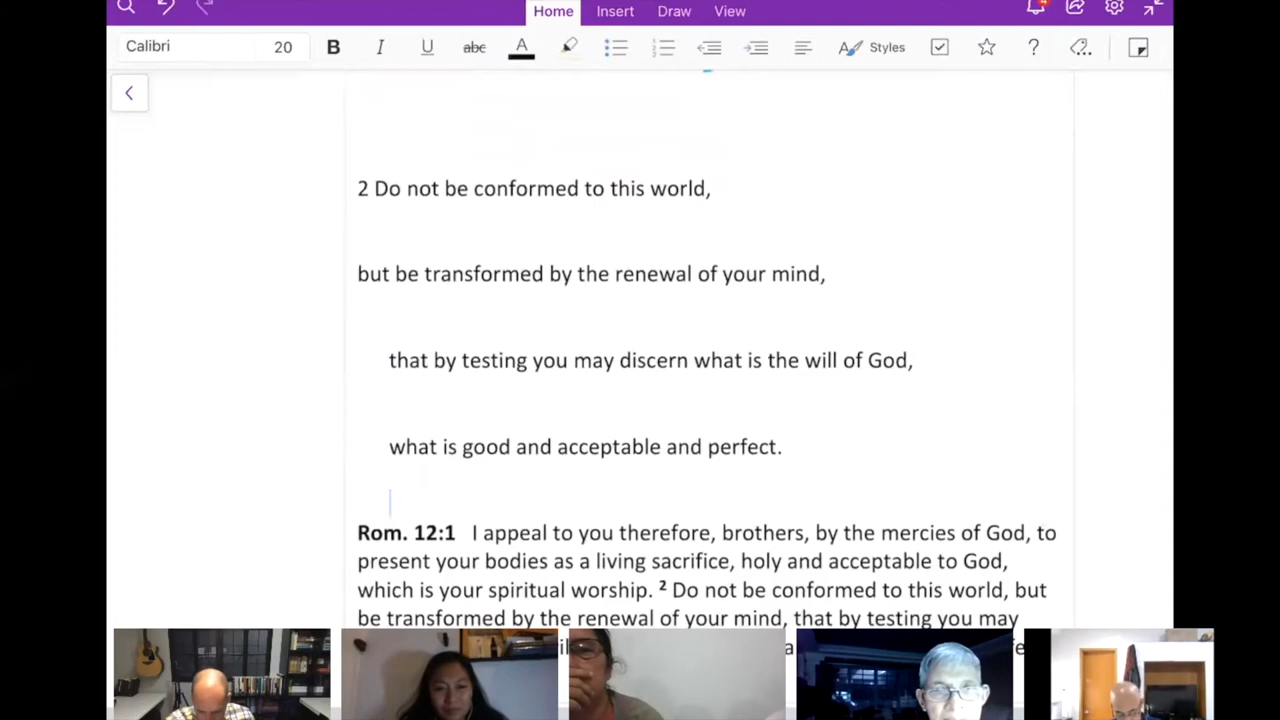 Home Insert Draw View
Calibri 20 B I U abc A Styles ?
2 Do not be conformed to this world,
but be transformed by the renewal of your mind,
that by testing you may discern what is the will of God,
what is good and acceptable and perfect.
Rom. 12:1 I appeal to you therefore, brothers, by the mercies of God, to
present your bodies as a living sacrifice, holy and acceptable to God,
which is your spiritual worship. ² Do not be conformed to this world, but
be transformed by the renewal of your mind, that by testing you may